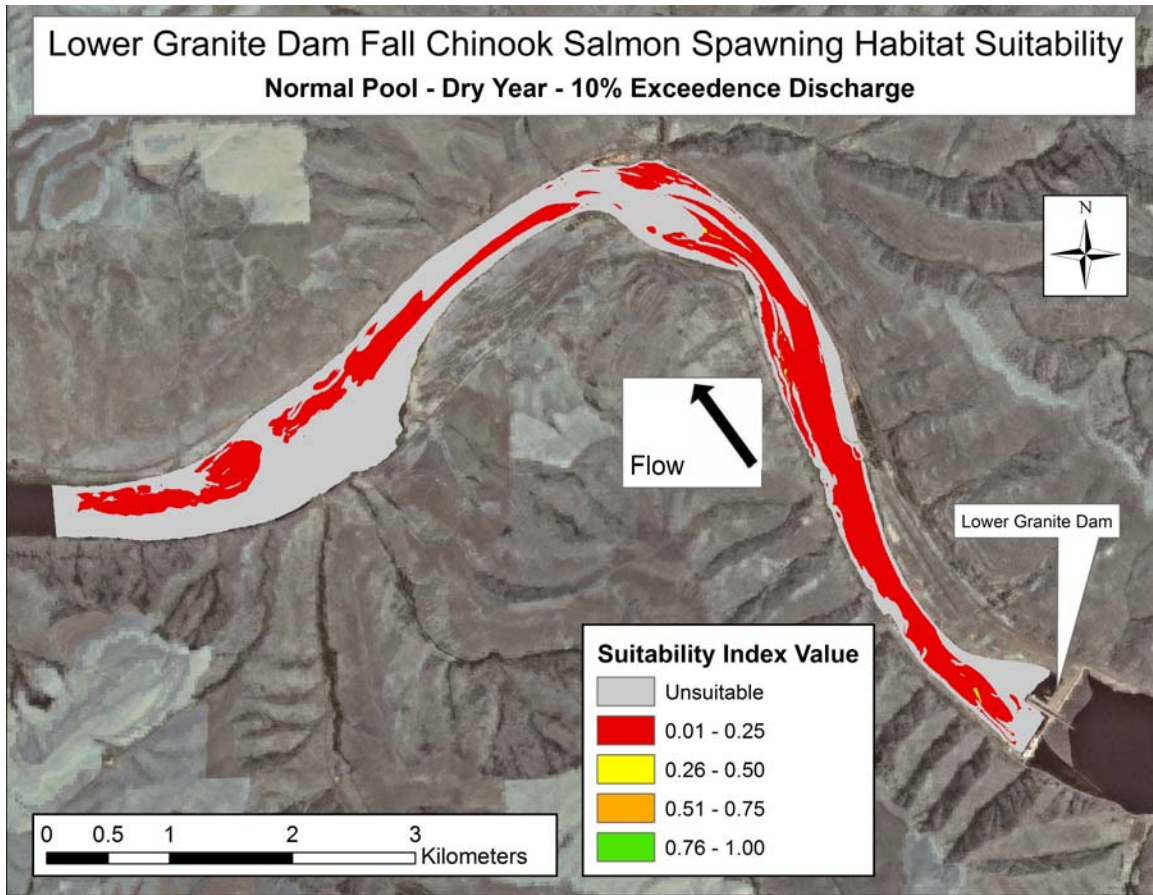 Lower Granite Dam Fall Chinook Salmon Spawning Habitat Suitability
Normal Pool - Dry Year - 10% Exceedence Discharge
N
Flow
Lower Granite Dam
Suitability Index Value
Unsuitable
0.01 - 0.25
0.26 - 0.50
0.51 - 0.75
0.76 - 1.00
0 0.5 1 2 3
Kilometers